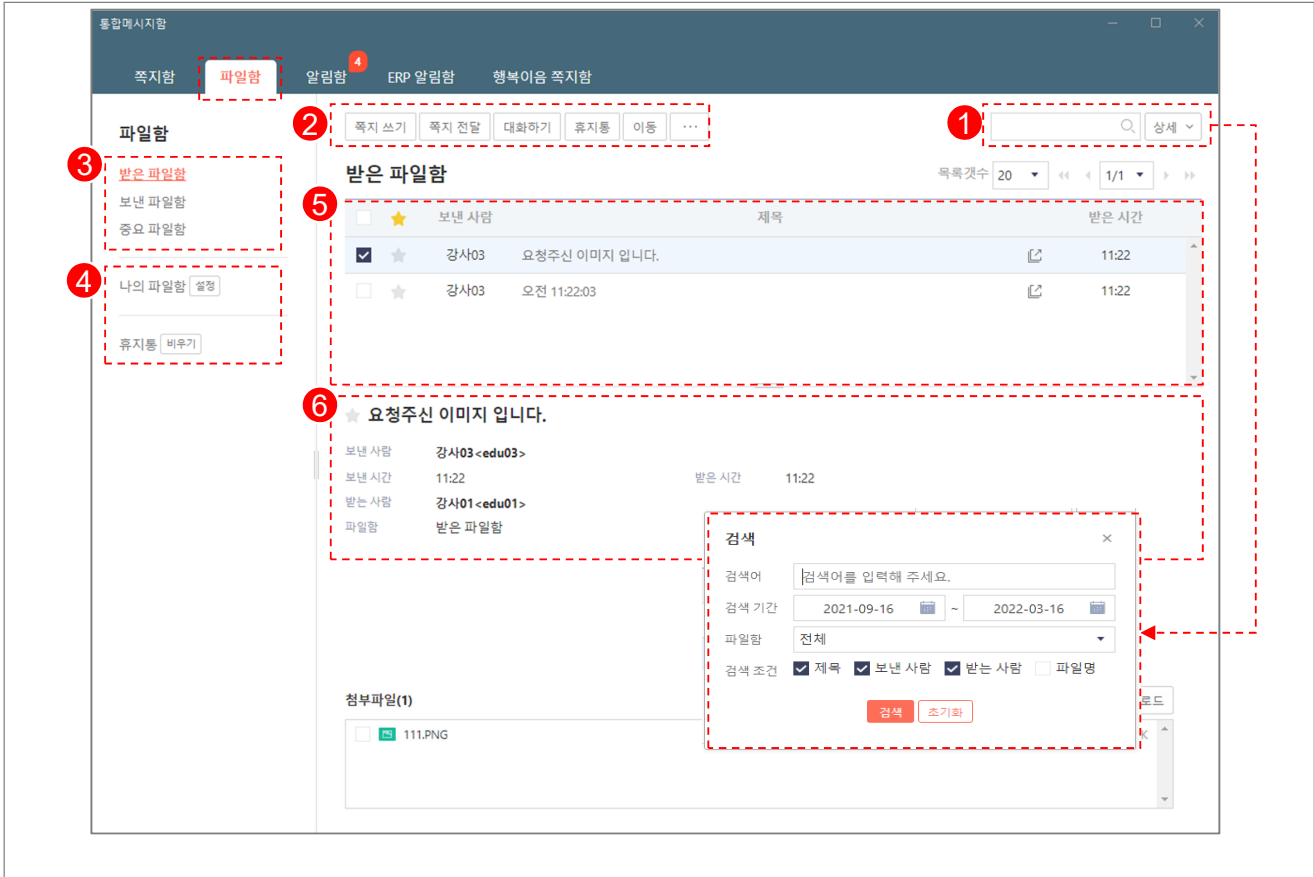 통합메시지함
쪽지함 파일함 알림함 4 ERP 알림함 행복이음 쪽지함
파일함
2 쪽지 쓰기 쪽지 전달 대화하기 휴지통 이동 ...
1 상세
3 받은 파일함
보낸 파일함
중요 파일함
4 나의 파일함 설정
휴지통 비우기
받은 파일함 목록갯수 20 1/1
5 보낸 사람 제목 받은 시간
강사03 요청주신 이미지 입니다. 11:22
강사03 오전 11:22:03 11:22
6 요청주신 이미지 입니다.
보낸 사람 강사03<edu03>
보낸 시간 11:22 받은 시간 11:22
받는 사람 강사01<edu01>
파일함 받은 파일함
검색
검색어 검색어를 입력해 주세요.
검색 기간 2021-09-16 ~ 2022-03-16
파일함 전체
검색 조건 제목 보낸 사람 받는 사람 파일명
검색 초기화
첨부파일(1) 로드
111.PNG K